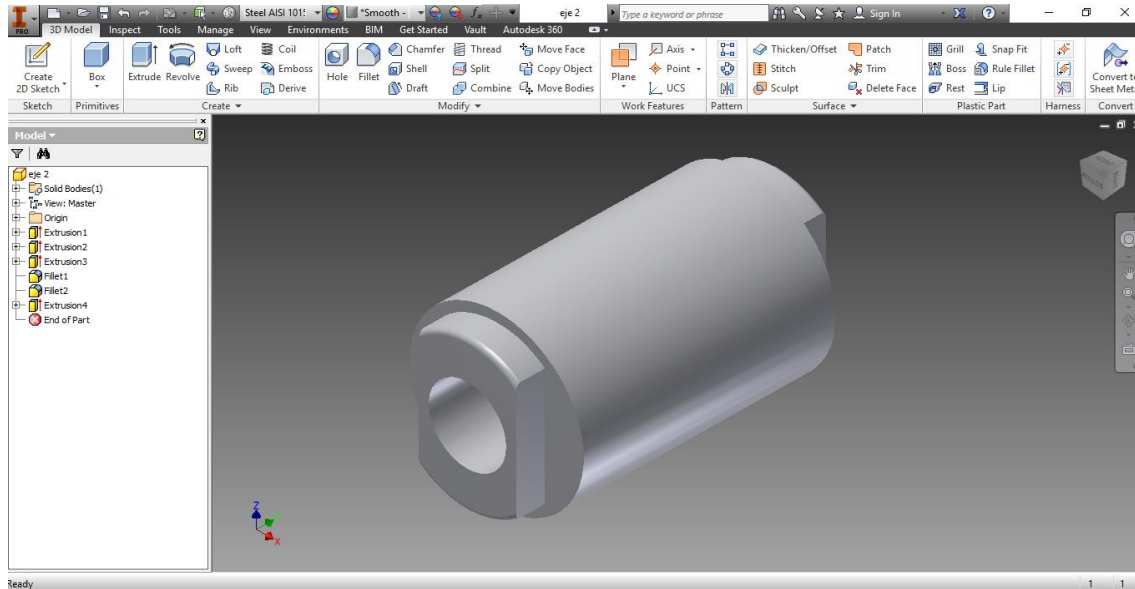 PRO
Steel AISI 101!
*Smooth -
eje 2
Type a keyword or phrase
Sign In
3D Model Inspect Tools Manage View Environments BIM Get Started Vault Autodesk 360
Create
2D Sketch
Box
Extrude Revolve
Loft
Sweep
Rib
Coil
Emboss
Derive
Hole Fillet
Chamfer
Shell
Draft
Thread
Split
Combine
Move Face
Copy Object
Move Bodies
Plane
Axis
Point
UCS
Thicken/Offset
Stitch
Sculpt
Patch
Trim
Delete Face
Grill
Boss
Rest
Snap Fit
Rule Fillet
Lip
Convert to
Sheet Met
Sketch Primitives Create Modify Work Features Pattern Surface Plastic Part Harness Convert
Model
eje 2
Solid Bodies(1)
View: Master
Origin
Extrusion1
Extrusion2
Extrusion3
Fillet1
Fillet2
Extrusion4
End of Part
Z
X
Ready
1 1